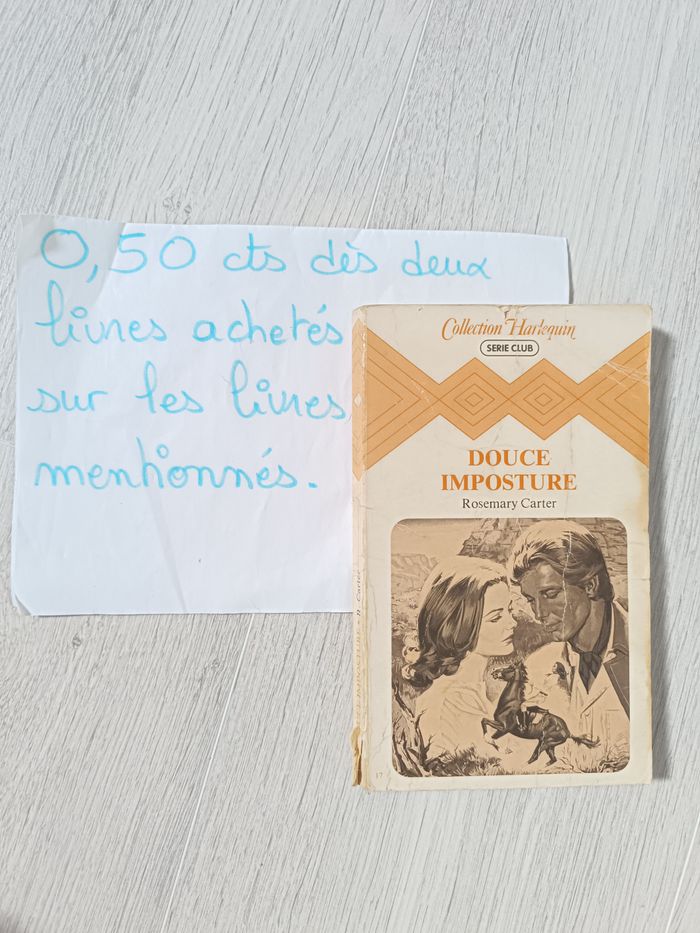 0,50 cts dès deux
livres achetés
sur les livres
mentionnés.
Collection Harlequin
SERIE CLUB
DOUCE
IMPOSTURE
Rosemary Carter
17